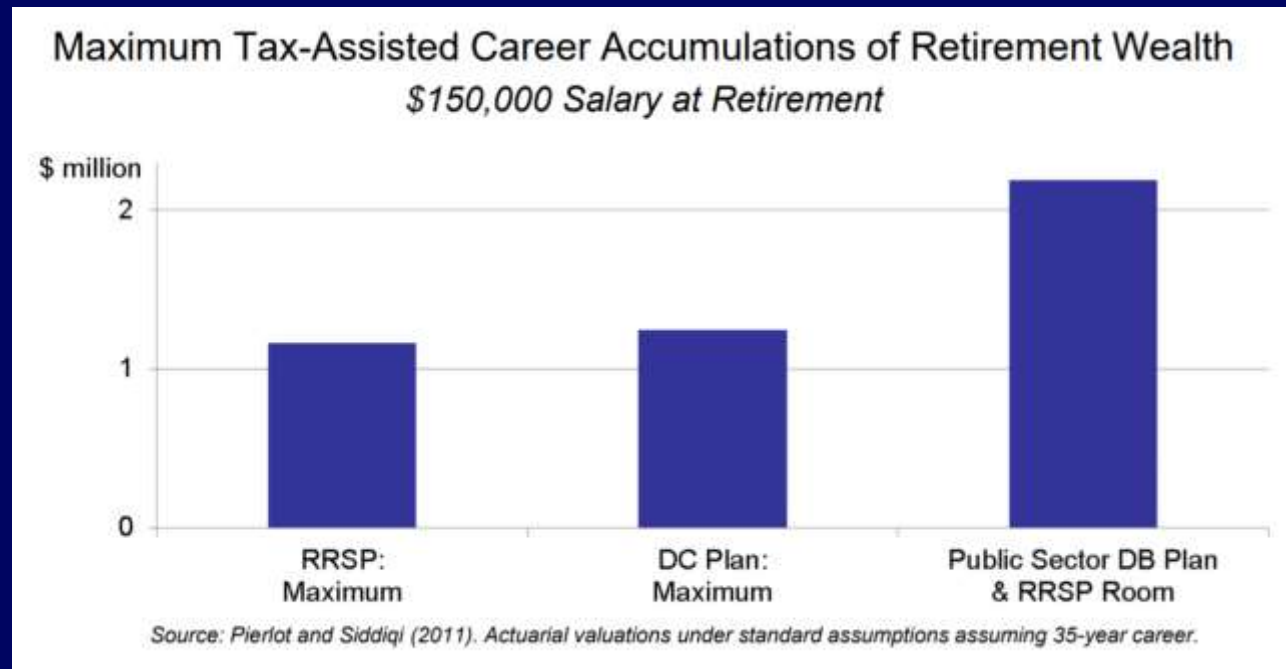 Maximum Tax-Assisted Career Accumulations of Retirement Wealth
$150,000 Salary at Retirement
$ million
2
1
0
RRSP:
Maximum
DC Plan:
Maximum
Public Sector DB Plan
& RRSP Room
Source: Pierlot and Siddiqi (2011). Actuarial valuations under standard assumptions assuming 35-year career.